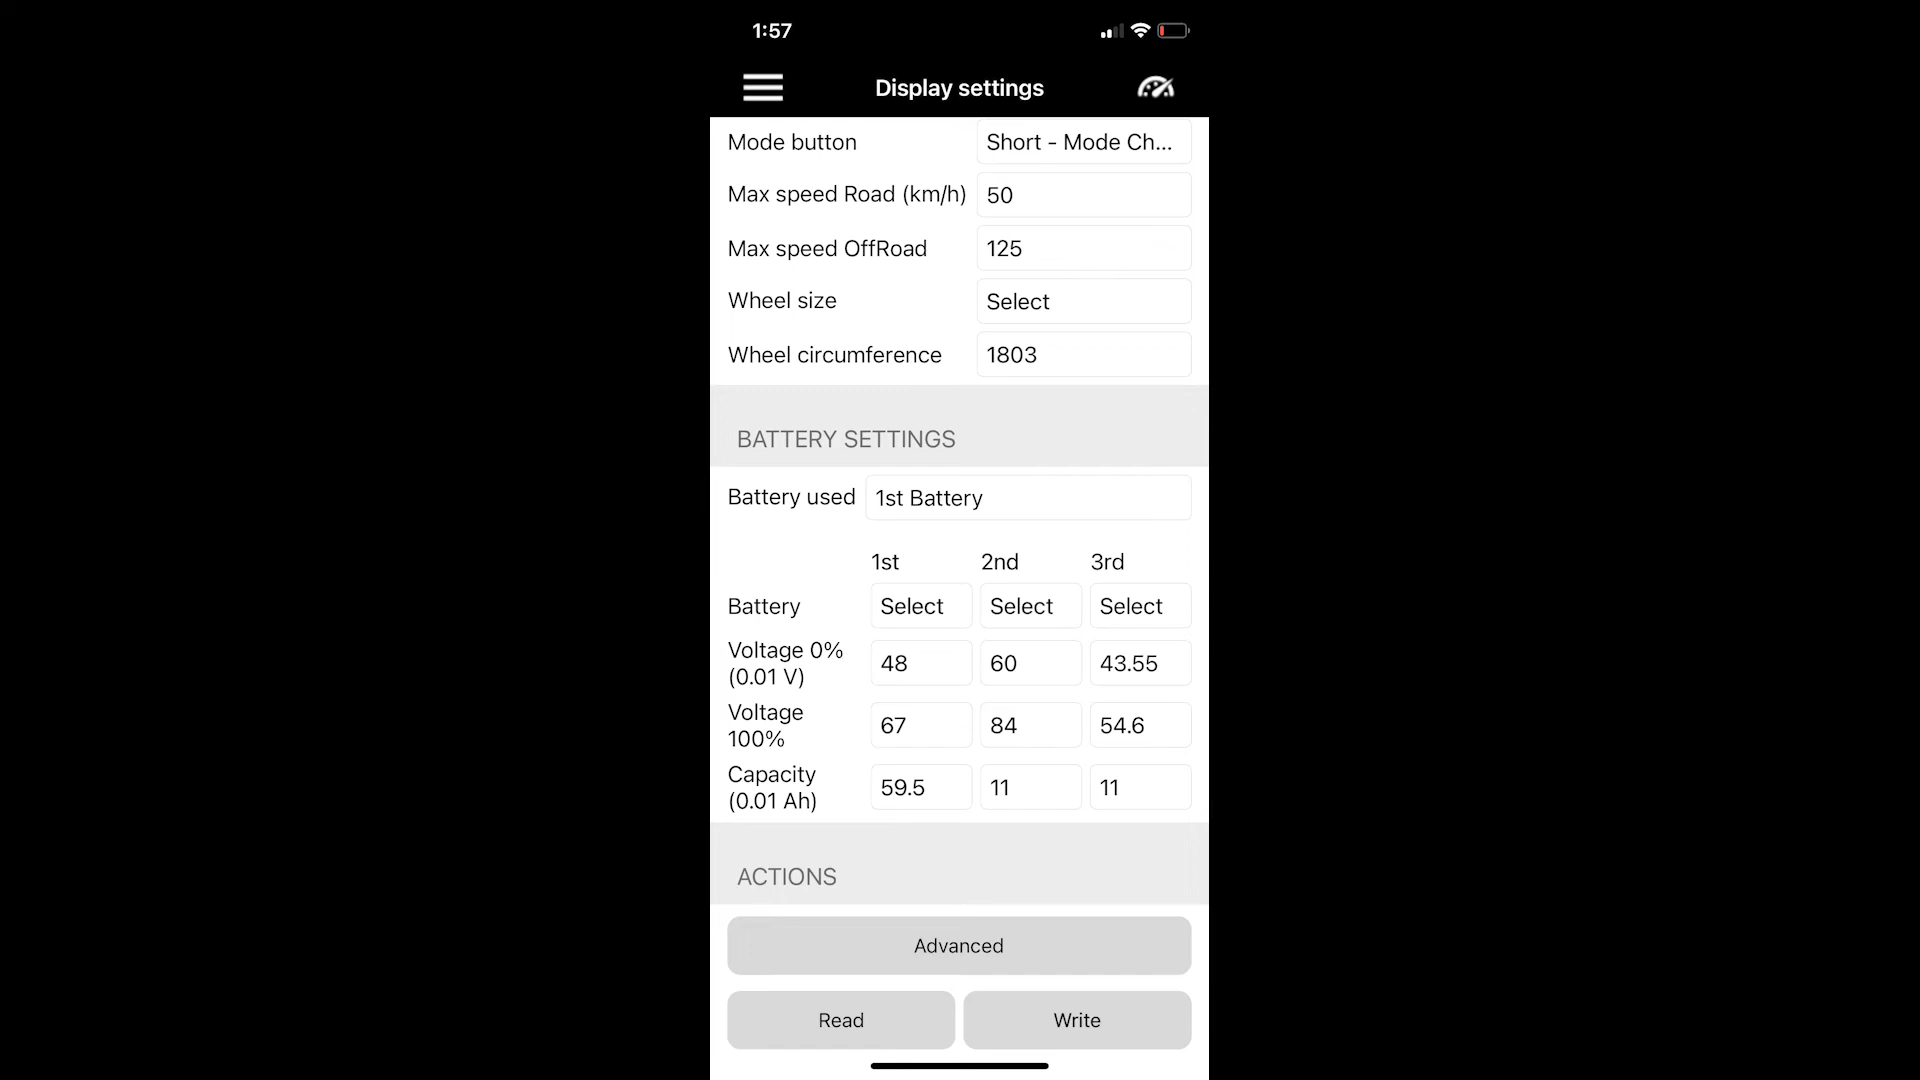 1:57
Display settings
Mode button Short - Mode Ch...
Max speed Road (km/h) 50
Max speed OffRoad 125
Wheel size Select
Wheel circumference 1803
BATTERY SETTINGS
Battery used 1st Battery
1st 2nd 3rd
Battery Select Select Select
Voltage 0%
(0.01 V) 48 60 43.55
Voltage
100% 67 84 54.6
Capacity
(0.01 Ah) 59.5 11 11
ACTIONS
Advanced
Read Write